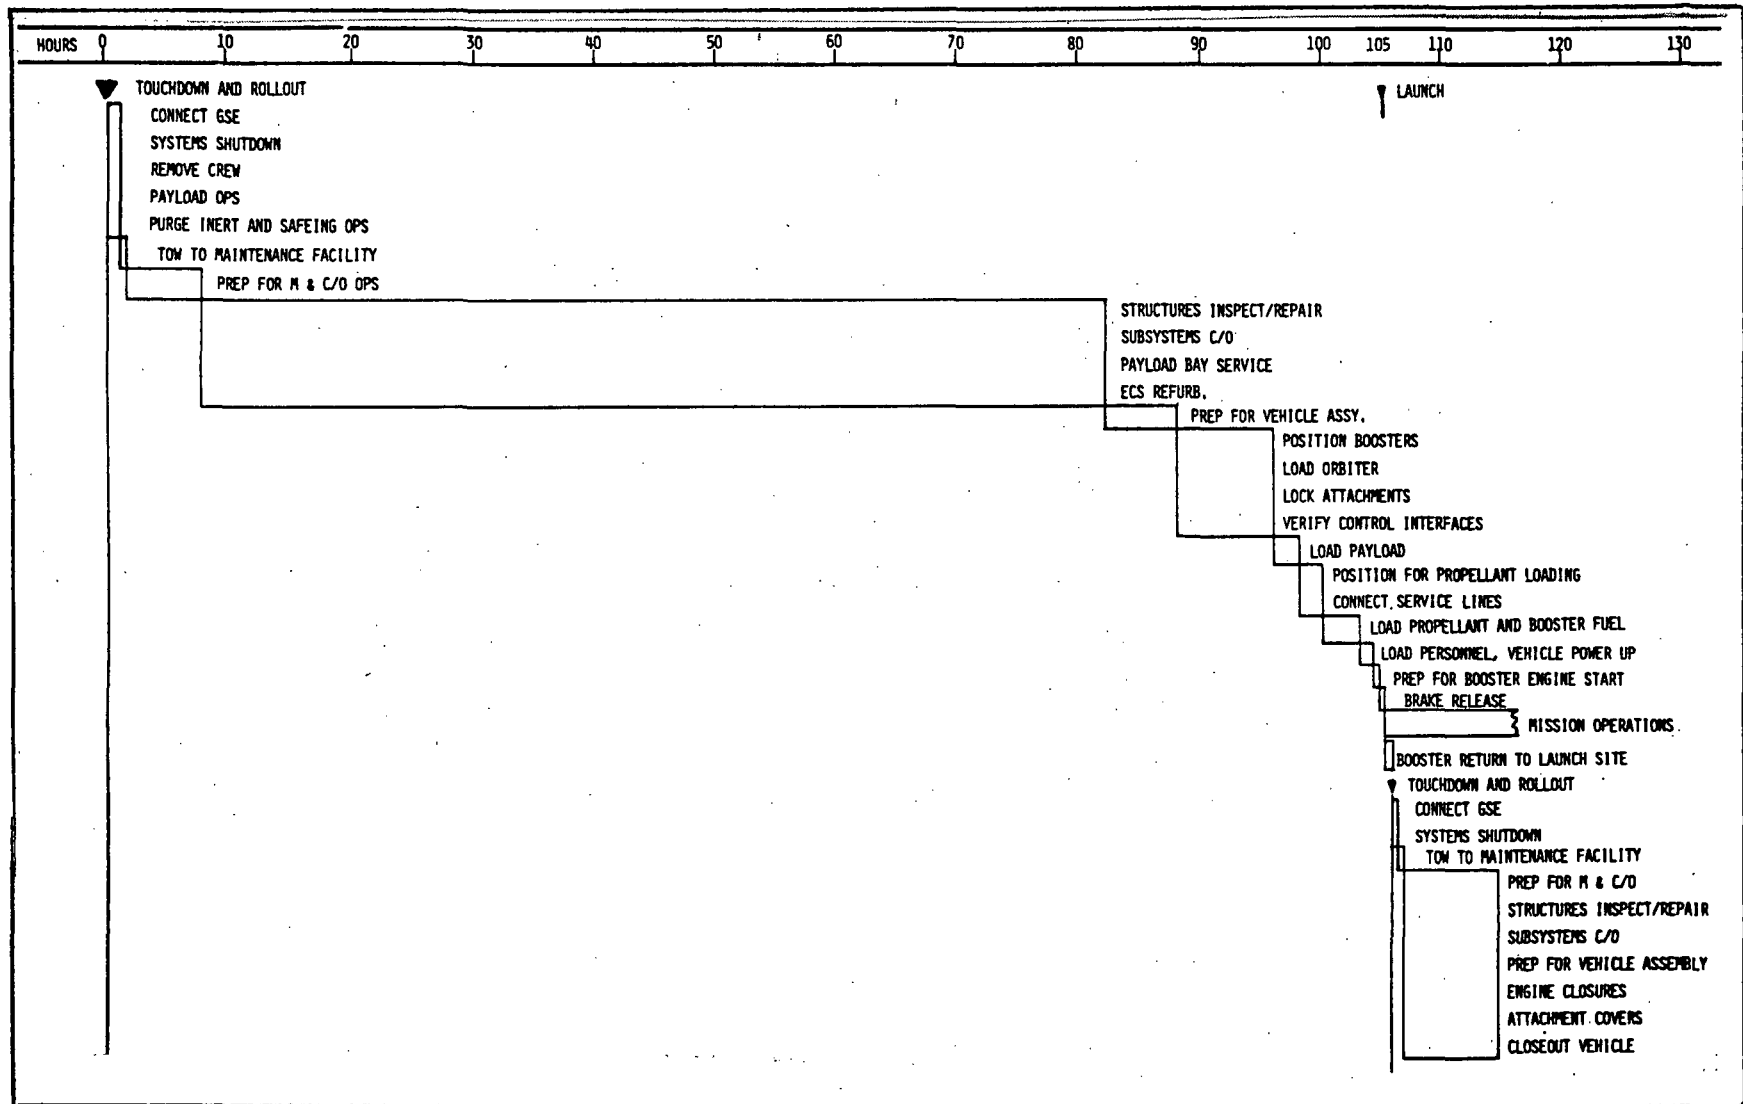 HOURS 0 10 20 30 40 50 60 70 80 90 100 105 110 120 130
TOUCHDOWN AND ROLLOUT
LAUNCH
CONNECT GSE
SYSTEMS SHUTDOWN
REMOVE CREW
PAYLOAD OPS
PURGE INERT AND SAFEING OPS
TOW TO MAINTENANCE FACILITY
PREP FOR M & C/O OPS
STRUCTURES INSPECT/REPAIR
SUBSYSTEMS C/O
PAYLOAD BAY SERVICE
ECS REFURB.
PREP FOR VEHICLE ASSY.
POSITION BOOSTERS
LOAD ORBITER
LOCK ATTACHMENTS
VERIFY CONTROL INTERFACES
LOAD PAYLOAD
POSITION FOR PROPELLANT LOADING
CONNECT SERVICE LINES
LOAD PROPELLANT AND BOOSTER FUEL
LOAD PERSONNEL, VEHICLE POWER UP
PREP FOR BOOSTER ENGINE START
BRAKE RELEASE
MISSION OPERATIONS
BOOSTER RETURN TO LAUNCH SITE
TOUCHDOWN AND ROLLOUT
CONNECT GSE
SYSTEMS SHUTDOWN
TOW TO MAINTENANCE FACILITY
PREP FOR M & C/O
STRUCTURES INSPECT/REPAIR
SUBSYSTEMS C/O
PREP FOR VEHICLE ASSEMBLY
ENGINE CLOSURES
ATTACHMENT COVERS
CLOSEOUT VEHICLE